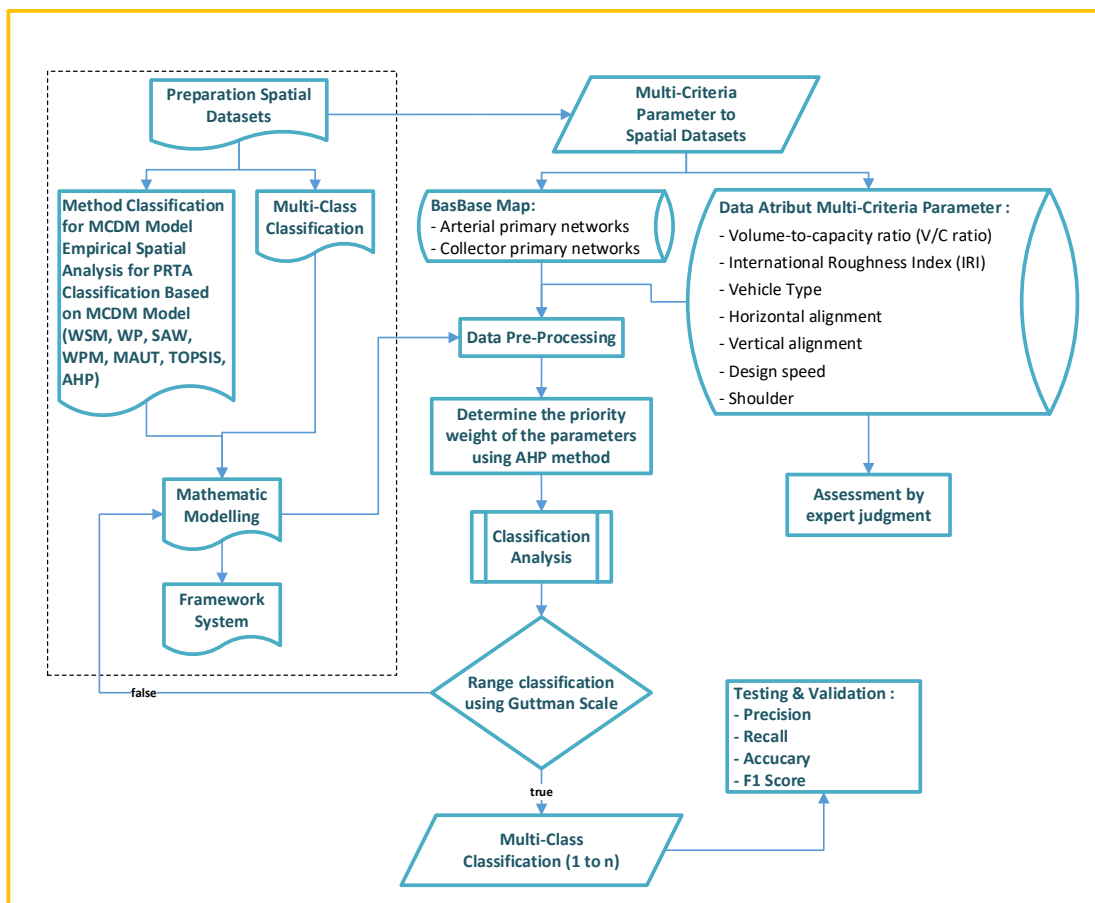 Preparation Spatial
Datasets
Multi-Criteria
Parameter to
Spatial Datasets
Method Classification
for MCDM Model
Empirical Spatial
Analysis for PRTA
Classification Based
on MCDM Model
(WSM, WP, SAW,
WPM, MAUT, TOPSIS,
AHP)
Multi-Class
Classification
BasBase Map:
- Arterial primary networks
- Collector primary networks
Data Atribut Multi-Criteria Parameter :
- Volume-to-capacity ratio (V/C ratio)
- International Roughness Index (IRI)
- Vehicle Type
- Horizontal alignment
- Vertical alignment
- Design speed
- Shoulder
Data Pre-Processing
Determine the priority
weight of the parameters
using AHP method
Assessment by
expert judgment
Mathematic
Modelling
Classification
Analysis
Framework
System
Range classification
using Guttman Scale
false
true
Testing & Validation :
- Precision
- Recall
- Accucary
- F1 Score
Multi-Class
Classification (1 to n)